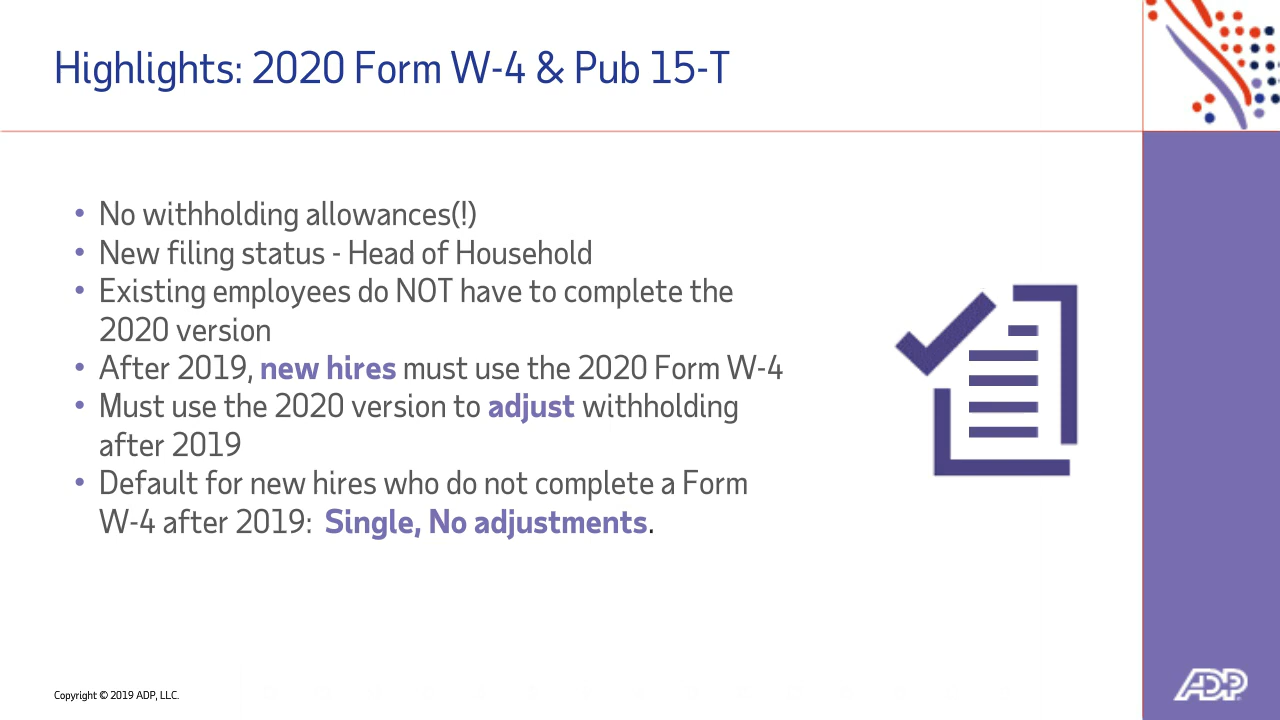 Highlights: 2020 Form W-4 & Pub 15-T
• No withholding allowances(!)
• New filing status - Head of Household
• Existing employees do NOT have to complete the
2020 version
• After 2019, new hires must use the 2020 Form W-4
• Must use the 2020 version to adjust withholding
after 2019
• Default for new hires who do not complete a Form
W-4 after 2019: Single, No adjustments.
Copyright © 2019 ADP, LLC.
ADP